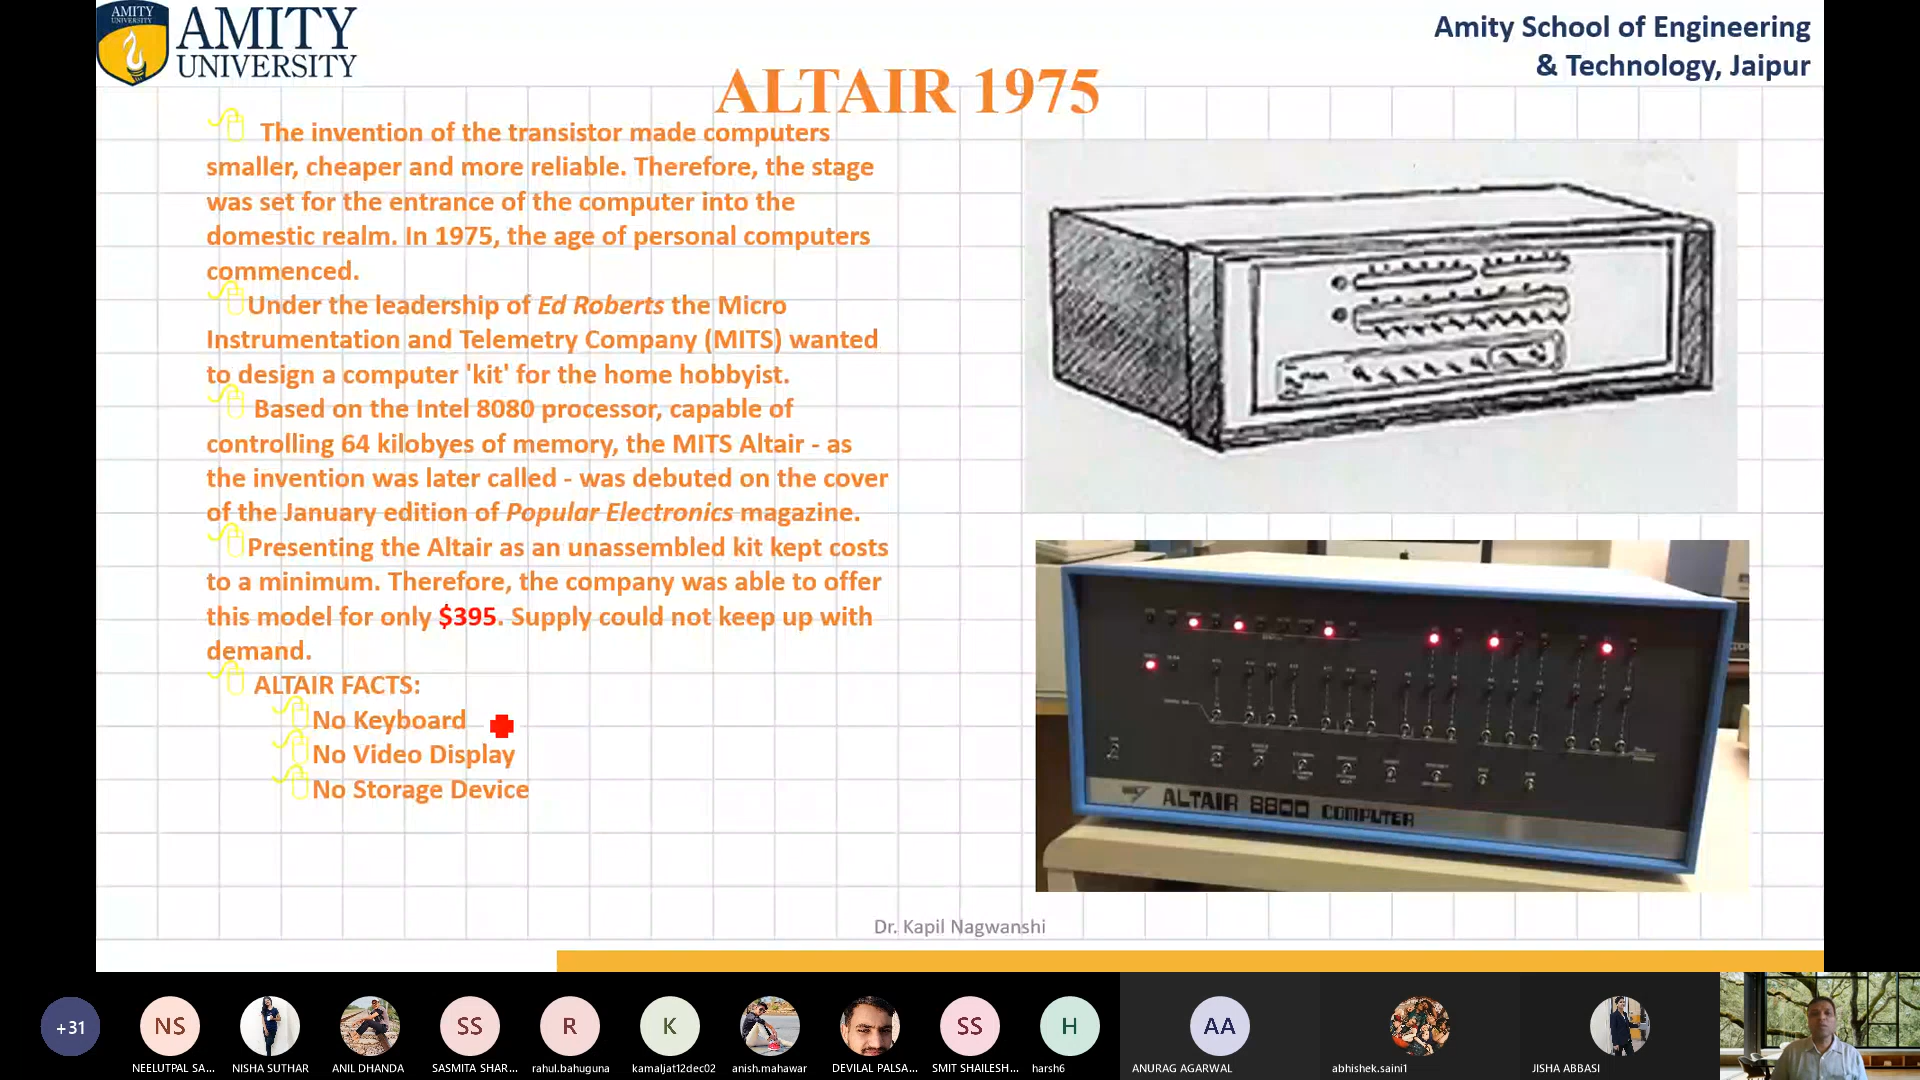 AMITY
UNIVERSITY
AMITY
UNIVERSITY
Amity School of Engineering
& Technology, Jaipur
ALTAIR 1975
The invention of the transistor made computers
smaller, cheaper and more reliable. Therefore, the stage
was set for the entrance of the computer into the
domestic realm. In 1975, the age of personal computers
commenced.
Under the leadership of Ed Roberts the Micro
Instrumentation and Telemetry Company (MITS) wanted
to design a computer 'kit' for the home hobbyist.
Based on the Intel 8080 processor, capable of
controlling 64 kilobyes of memory, the MITS Altair - as
the invention was later called - was debuted on the cover
of the January edition of Popular Electronics magazine.
Presenting the Altair as an unassembled kit kept costs
to a minimum. Therefore, the company was able to offer
this model for only $395. Supply could not keep up with
demand.
ALTAIR FACTS:
No Keyboard
No Video Display
No Storage Device
ALTAIR 8800 COMPUTER
Dr. Kapil Nagwanshi
+31
NS
SS
R
K
SS
H
AA
NEELUTPAL SA...
NISHA SUTHAR
ANIL DHANDA
SASMITA SHAR...
rahul.bahuguna
kamaljat12dec02
anish.mahawar
DEVILAL PALSA...
SMIT SHAILESH...
harsh6
ANURAG AGARWAL
abhishek.saini1
JISHA ABBASI